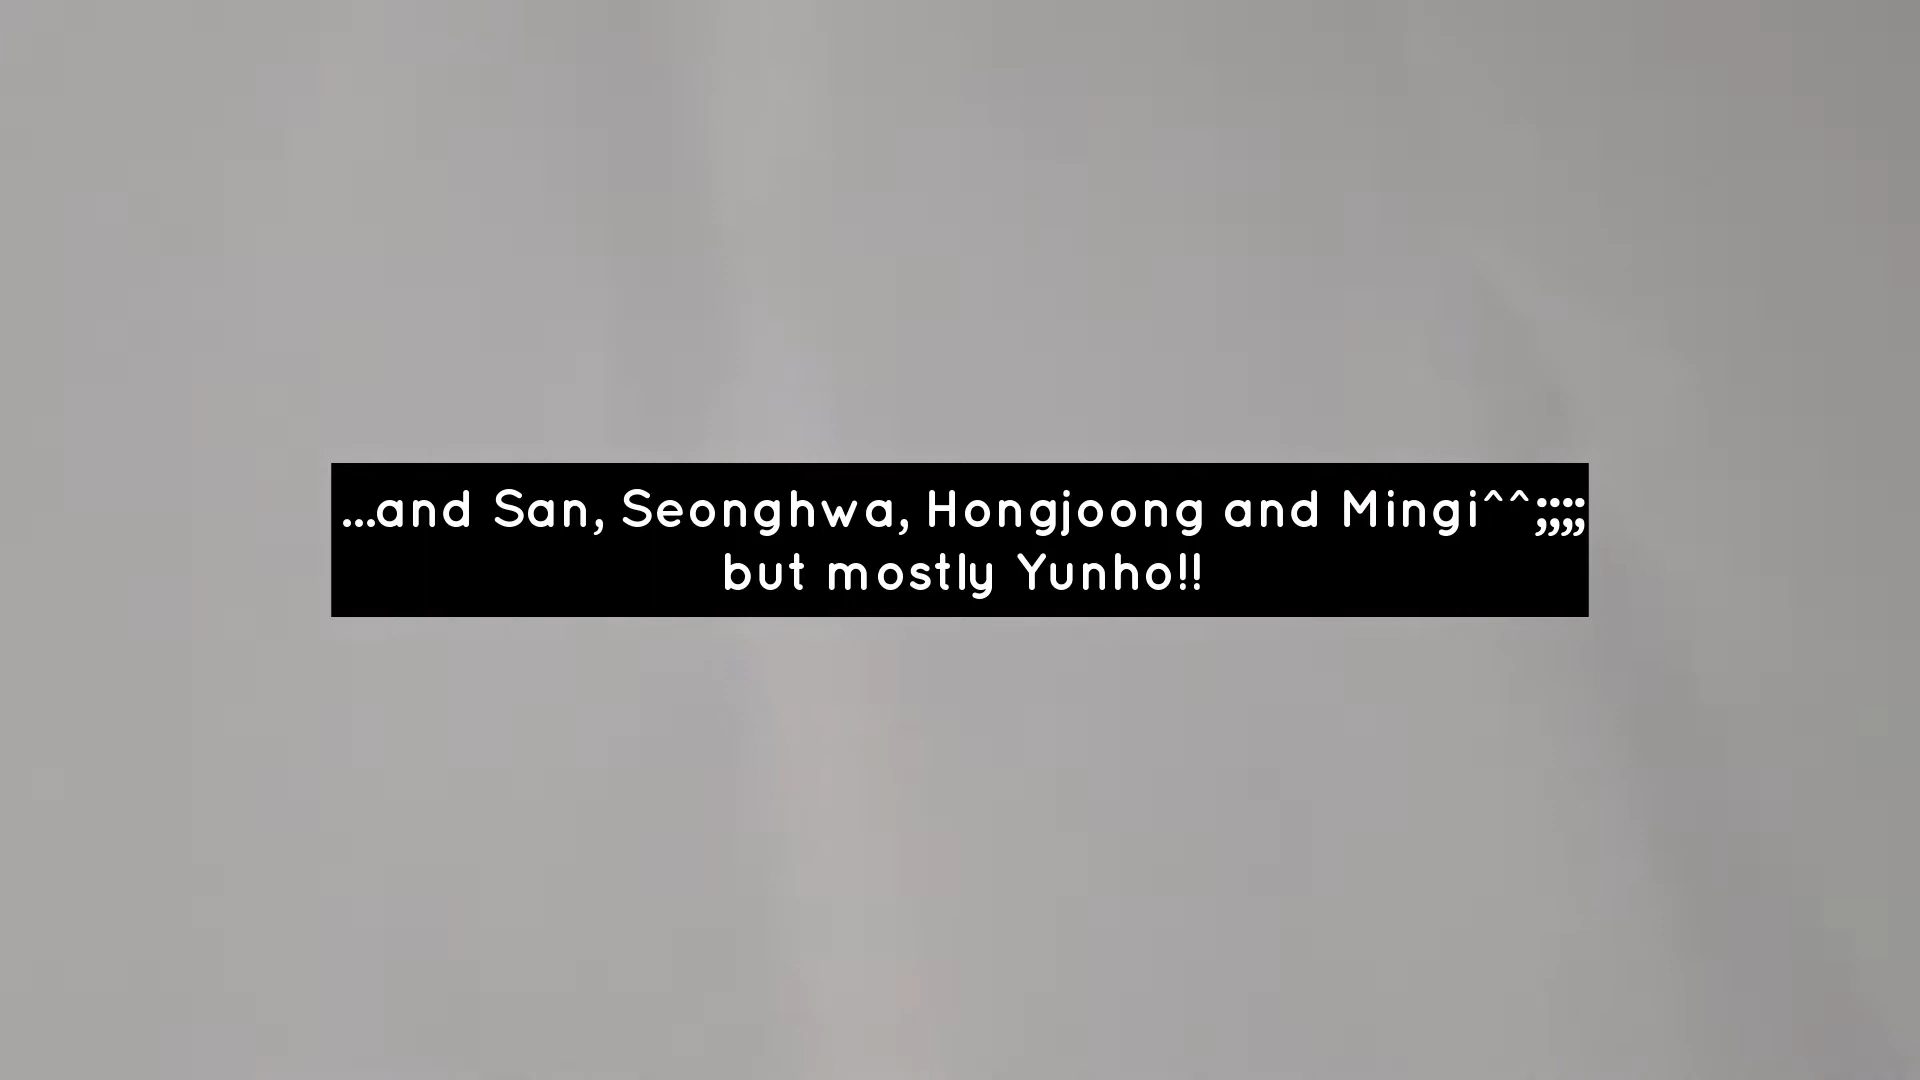 ...and San, Seonghwa, Hongjoong and Mingi^^;;;;
but mostly Yunho!!